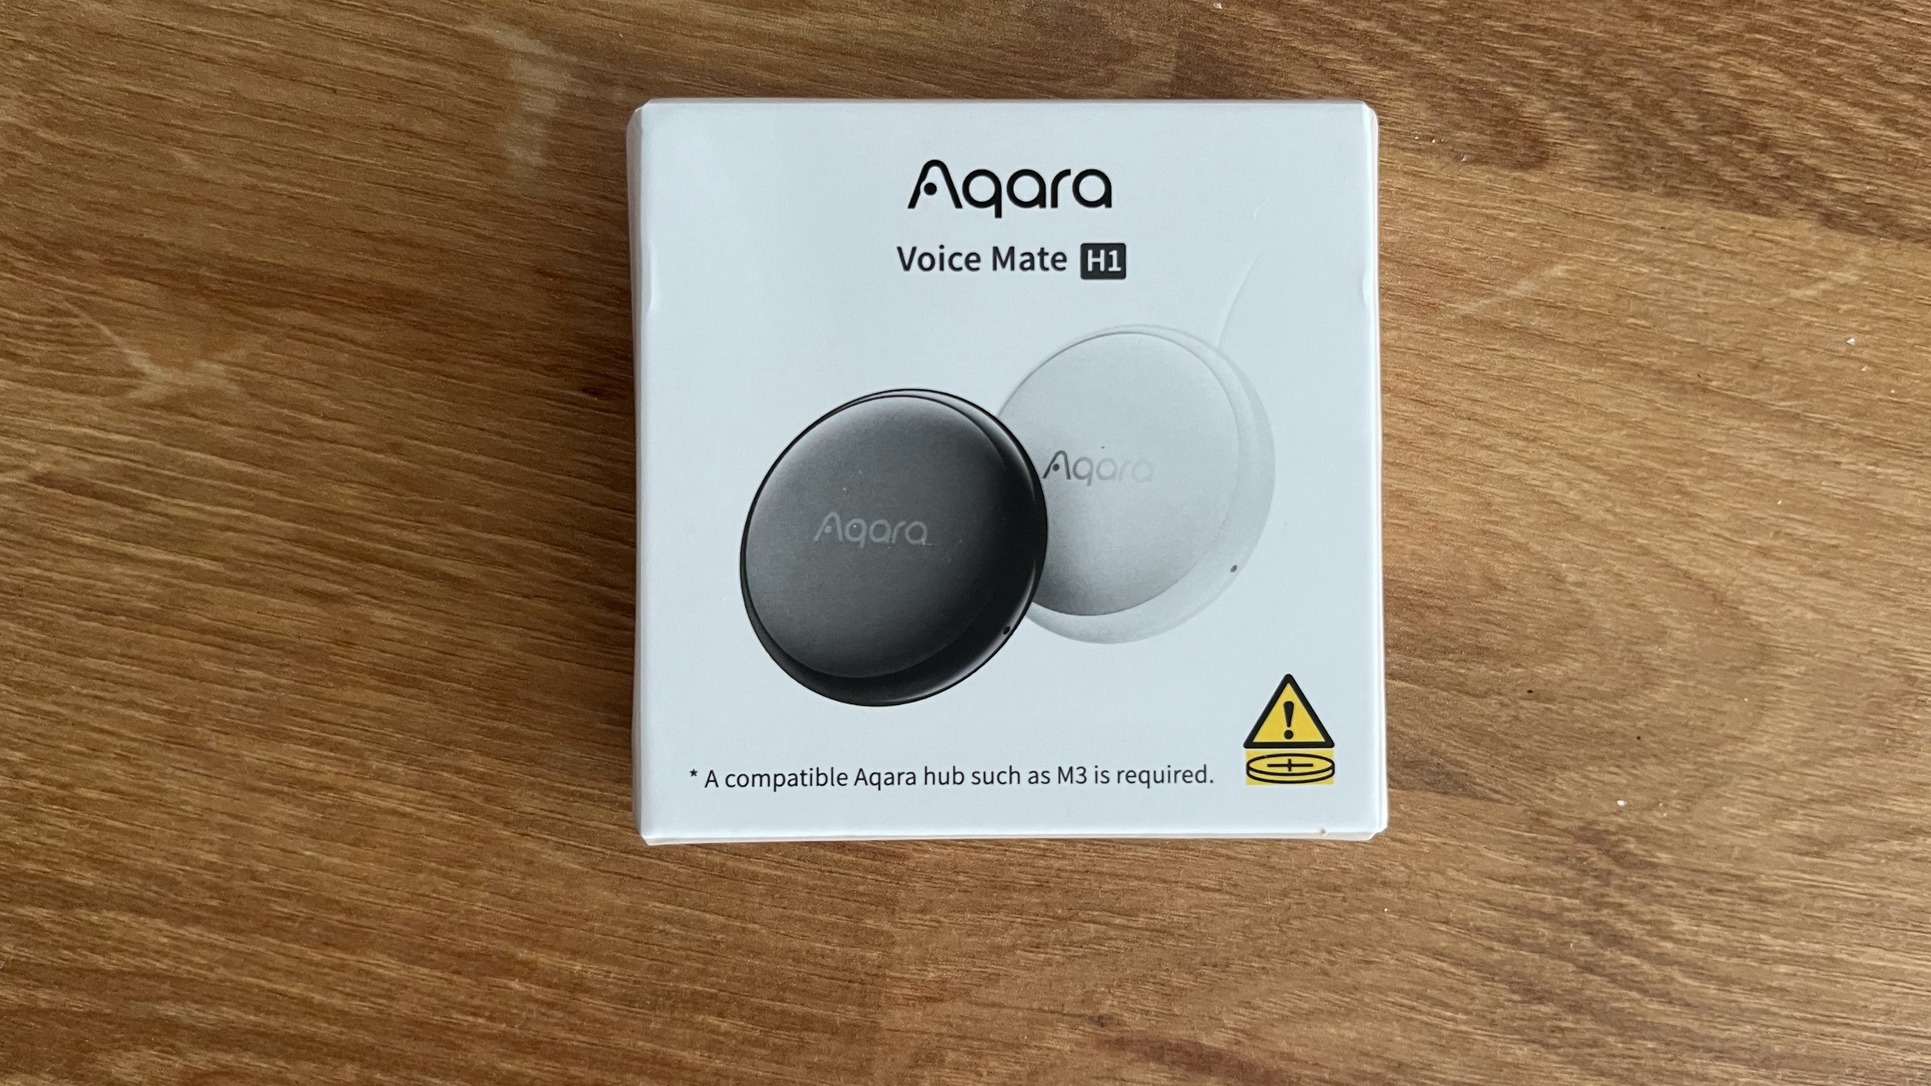 Aqara
Voice Mate H1
Aqara
Aqara
* A compatible Aqara hub such as M3 is required.